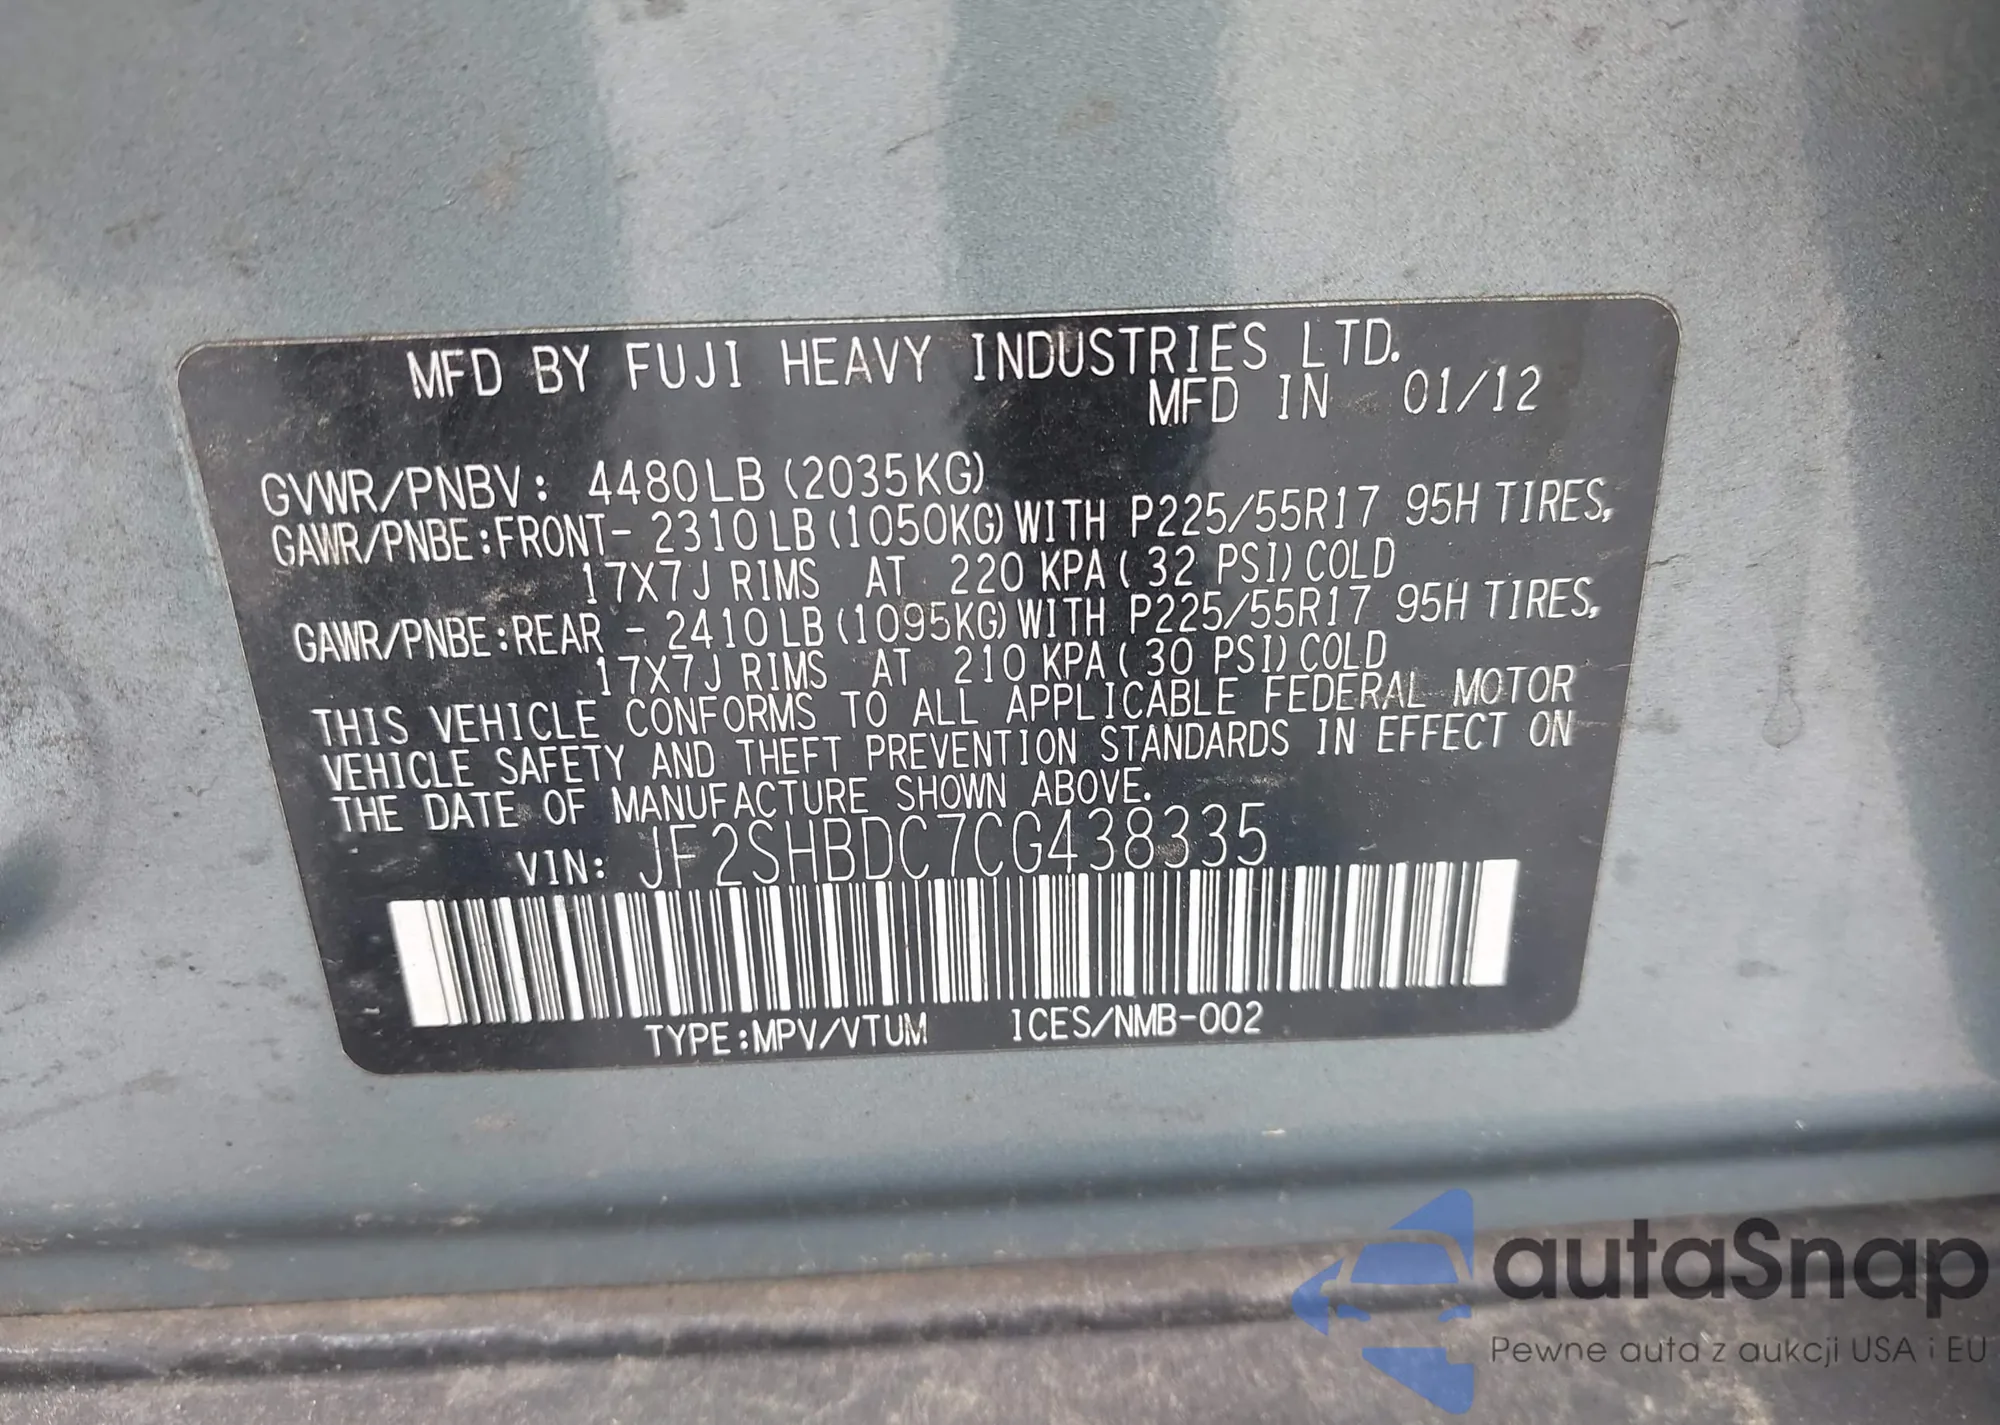 MFD BY FUJI HEAVY INDUSTRIES LTD.
MFD IN 01/12
GVWR/PNBV: 4480LB (2035KG)
GAWR/PNBE:FRONT- 2310LB(1050KG)WITH P225/55R17 95H TIRES,
17X7J RIMS AT 220 KPA( 32 PSI)COLD
GAWR/PNBE:REAR - 2410LB(1095KG)WITH P225/55R17 95H TIRES,
17X7J RIMS AT 210 KPA( 30 PSI)COLD
THIS VEHICLE CONFORMS TO ALL APPLICABLE FEDERAL MOTOR
VEHICLE SAFETY AND THEFT PREVENTION STANDARDS IN EFFECT ON
THE DATE OF MANUFACTURE SHOWN ABOVE.
VIN: JF2SHBDC7CG438335
TYPE:MPV/VTUM ICES/NMB-002
autaSnap
Pewne auta z aukcji USA i EU